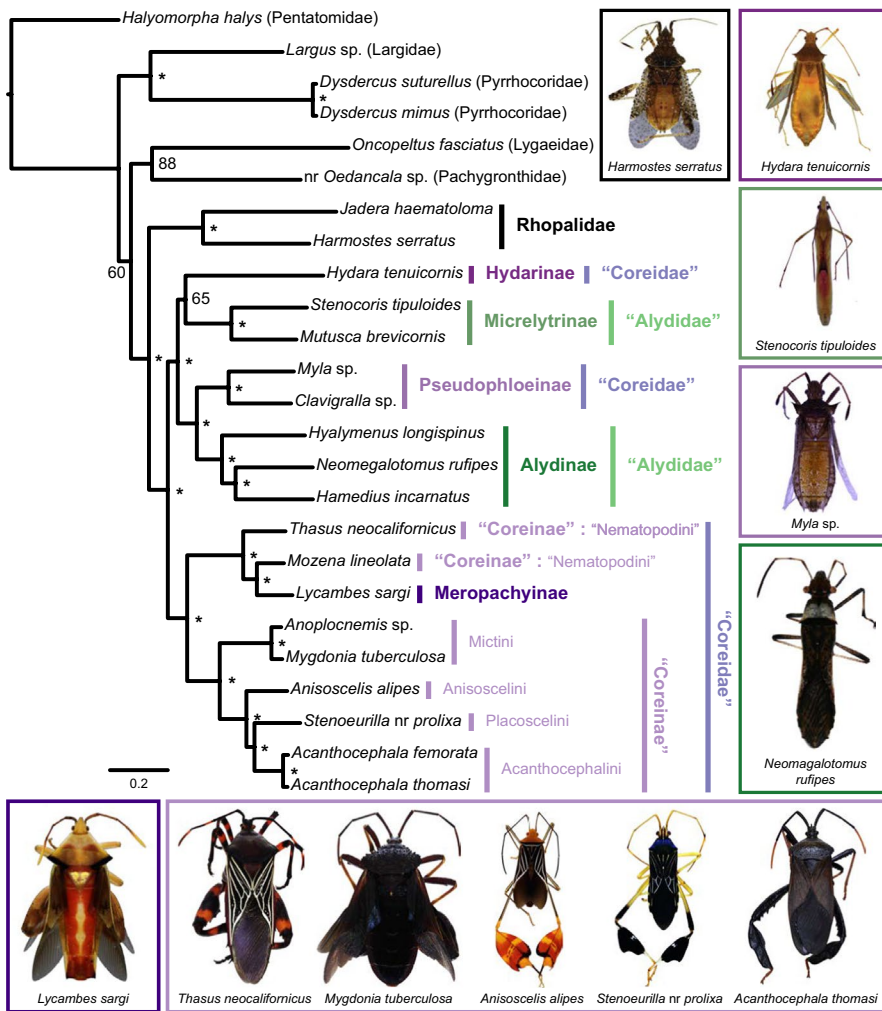 Halyomorpha halys (Pentatomidae)
Largus sp. (Largidae)
*
Dysdercus suturellus (Pyrrhocoridae)
*
Dysdercus mimus (Pyrrhocoridae)
Oncopeltus fasciatus (Lygaeidae)
88
nr Oedancala sp. (Pachygronthidae)
60
Jadera haematoloma
* Rhopalidae
Harmostes serratus
Hydara tenuicornis Hydarinae “Coreidae”
65
Stenocoris tipuloides
* Micrelytrinae “Alydidae”
Mutusca brevicornis
* *
Myla sp.
* Pseudophloeinae “Coreidae”
Clavigralla sp.
*
Hyalymenus longispinus
*
Neomegalotomus rufipes Alydinae “Alydidae”
*
Hamedius incarnatus
*
Thasus neocalifornicus “Coreinae” : “Nematopodini”
*
Mozena lineolata “Coreinae” : “Nematopodini”
*
Lycambes sargi Meropachyinae
*
Anoplocnemis sp.
* Mictini
Mygdonia tuberculosa
*
Anisoscelis alipes Anisoscelini
*
Stenoeurilla nr prolixa Placoscelini
*
Acanthocephala femorata
* Acanthocephalini
Acanthocephala thomasi
“Coreinae”
“Coreidae”
0.2
Harmostes serratus
Hydara tenuicornis
Stenocoris tipuloides
Myla sp.
Neomagalotomus
rufipes
Lycambes sargi
Thasus neocalifornicus
Mygdonia tuberculosa
Anisoscelis alipes
Stenoeurilla nr prolixa
Acanthocephala thomasi